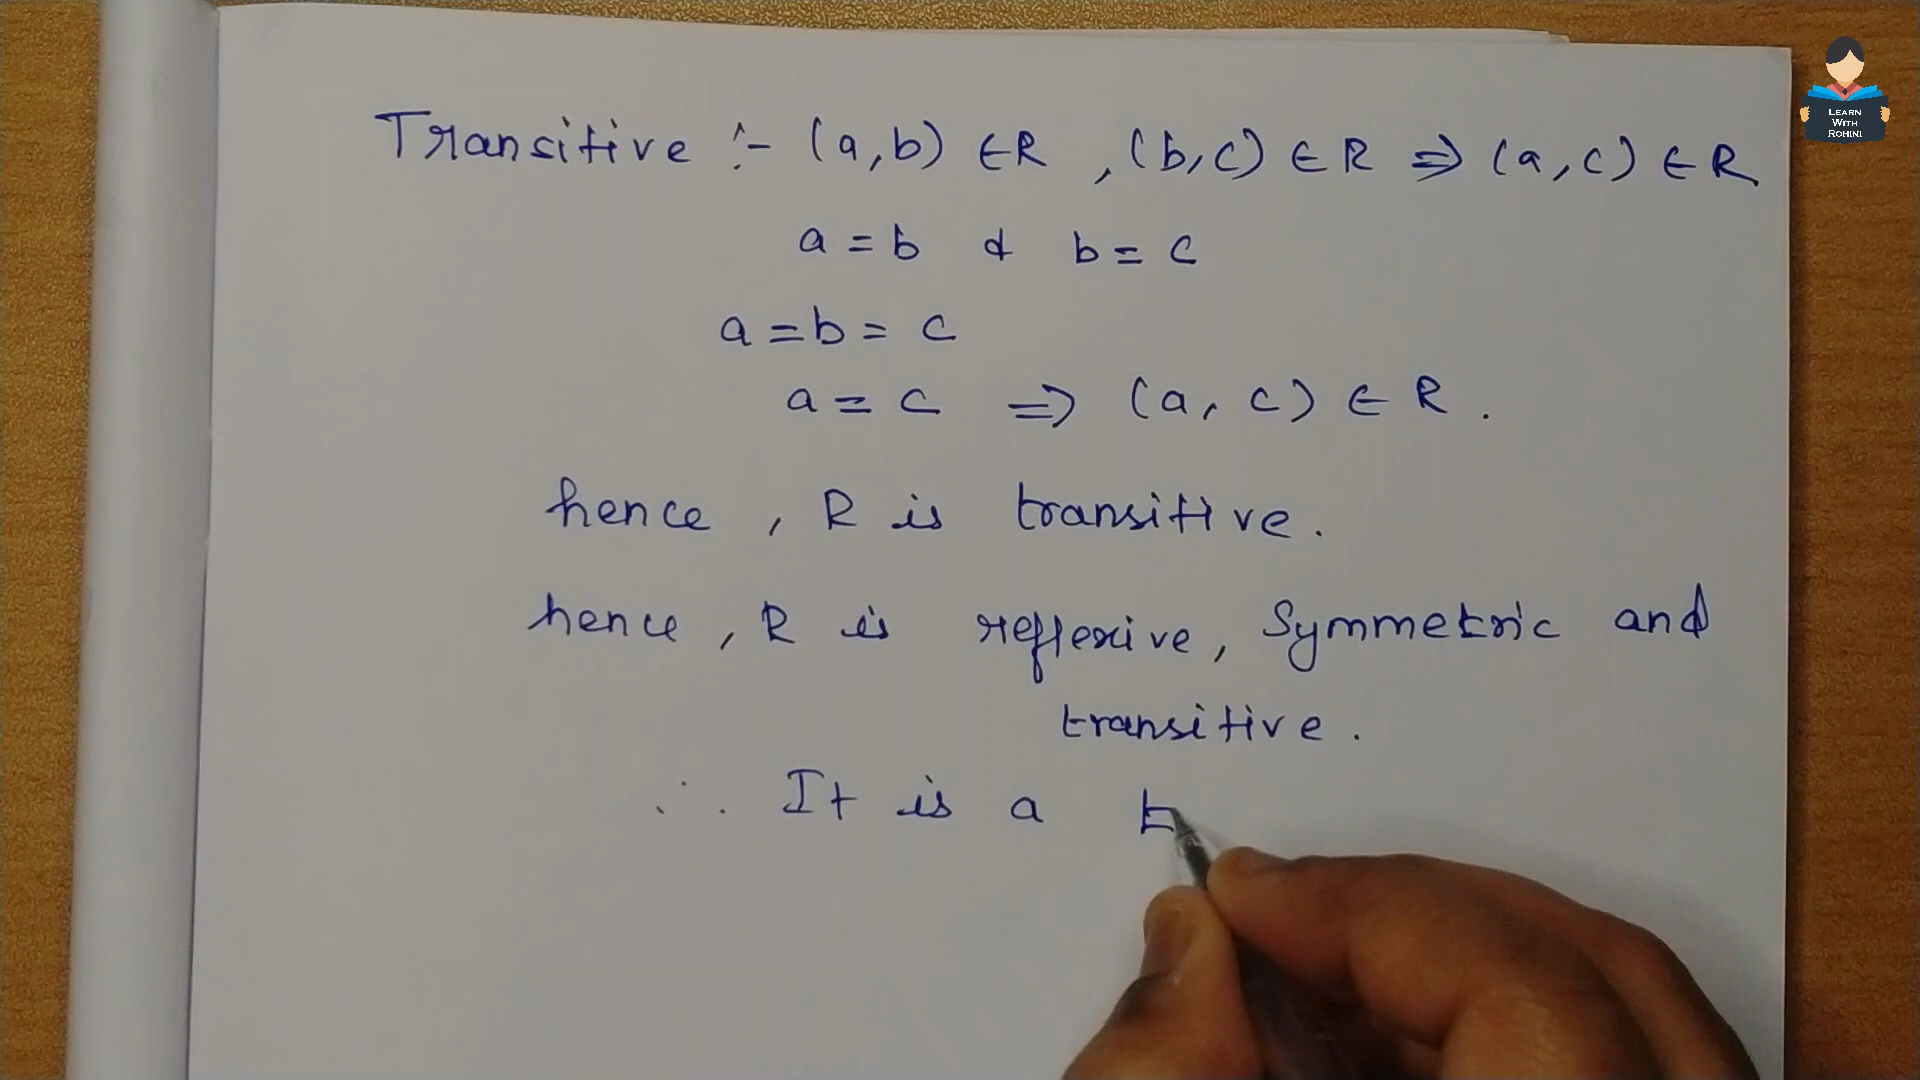 Transitive :- (a,b) ∈ R , (b,c) ∈ R ⇒ (a,c) ∈ R
a = b & b = c
a = b = c
a = c ⇒ (a, c) ∈ R .
hence , R is transitive .
hence , R is reflexive , Symmetric and
transitive .
∴ It is a E
LEARN
WITH
ROHINI